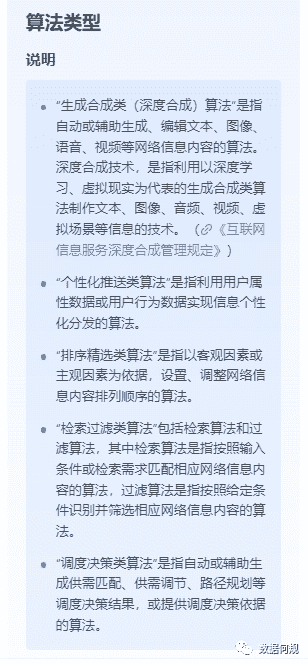 算法类型
说明
“生成合成类（深度合成）算法”是指
自动或辅助生成、编辑文本、图像、
语音、视频等网络信息内容的算法。
深度合成技术，是指利用以深度学
习、虚拟现实为代表的生成合成类算
法制作文本、图像、音频、视频、虚
拟场景等信息的技术。（《互联网
信息服务深度合成管理规定》）
“个性化推送类算法”是指利用用户属
性数据或用户行为数据实现信息个性
化分发的算法。
“排序精选类算法”是指以客观因素或
主观因素为依据，设置、调整网络信
息内容排列顺序的算法。
“检索过滤类算法”包括检索算法和过
滤算法，其中检索算法是指按照输入
条件或检索需求匹配相应网络信息内
容的算法，过滤算法是指按照给定条
件识别并筛选相应网络信息内容的算
法。
“调度决策类算法”是指自动或辅助生
成供需匹配、供需调节、路径规划等
调度决策结果，或提供调度决策依据
的算法。
数据何规